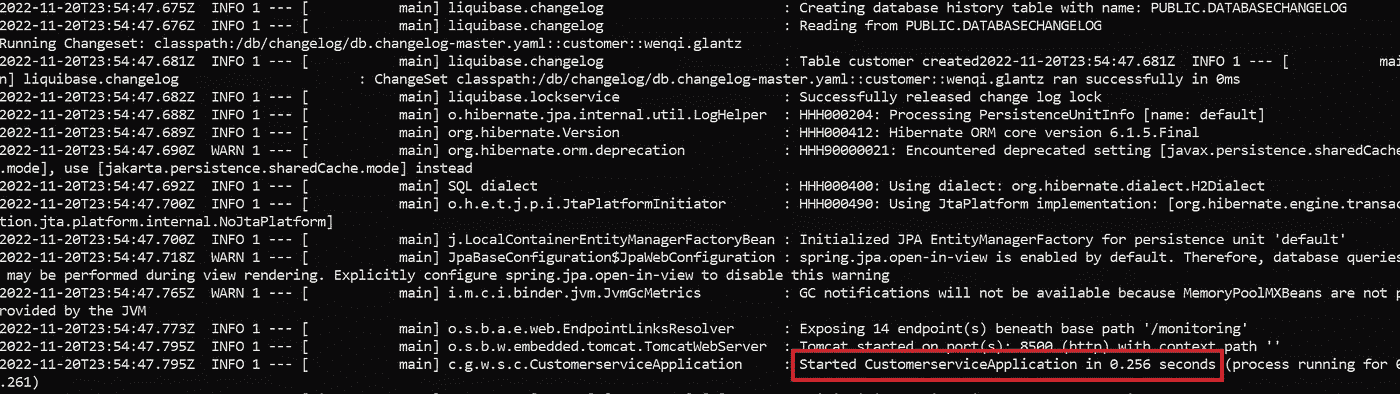 2022-11-20T23:54:47.675Z  INFO 1 --- [           main] liquibase.changelog                      : Creating database history table with name: PUBLIC.DATABASECHANGELOG
2022-11-20T23:54:47.676Z  INFO 1 --- [           main] liquibase.changelog                      : Reading from PUBLIC.DATABASECHANGELOG
Running Changeset: classpath:/db/changelog/db.changelog-master.yaml::customer::wenqi.glantz
2022-11-20T23:54:47.681Z  INFO 1 --- [           main] liquibase.changelog                      : Table customer created2022-11-20T23:54:47.681Z  INFO 1 --- [           mai
n] liquibase.changelog                      : ChangeSet classpath:/db/changelog/db.changelog-master.yaml::customer::wenqi.glantz ran successfully in 0ms
2022-11-20T23:54:47.682Z  INFO 1 --- [           main] liquibase.lockservice                    : Successfully released change log lock
2022-11-20T23:54:47.688Z  INFO 1 --- [           main] o.hibernate.jpa.internal.util.LogHelper  : HHH000204: Processing PersistenceUnitInfo [name: default]
2022-11-20T23:54:47.689Z  INFO 1 --- [           main] org.hibernate.Version                    : HHH000412: Hibernate ORM core version 6.1.5.Final
2022-11-20T23:54:47.690Z  WARN 1 --- [           main] org.hibernate.orm.deprecation            : HHH90000021: Encountered deprecated setting [javax.persistence.sharedCache
.mode], use [jakarta.persistence.sharedCache.mode] instead
2022-11-20T23:54:47.692Z  INFO 1 --- [           main] SQL dialect                              : HHH000400: Using dialect: org.hibernate.dialect.H2Dialect
2022-11-20T23:54:47.700Z  INFO 1 --- [           main] o.h.e.t.j.p.i.JtaPlatformInitiator       : HHH000490: Using JtaPlatform implementation: [org.hibernate.engine.transac
tion.jta.platform.internal.NoJtaPlatform]
2022-11-20T23:54:47.700Z  INFO 1 --- [           main] j.LocalContainerEntityManagerFactoryBean : Initialized JPA EntityManagerFactory for persistence unit 'default'
2022-11-20T23:54:47.718Z  WARN 1 --- [           main] JpaBaseConfiguration$JpaWebConfiguration : spring.jpa.open-in-view is enabled by default. Therefore, database queries
may be performed during view rendering. Explicitly configure spring.jpa.open-in-view to disable this warning
2022-11-20T23:54:47.765Z  WARN 1 --- [           main] i.m.c.i.binder.jvm.JvmGcMetrics          : GC notifications will not be available because MemoryPoolMXBeans are not p
rovided by the JVM
2022-11-20T23:54:47.773Z  INFO 1 --- [           main] o.s.b.a.e.web.EndpointLinksResolver      : Exposing 14 endpoint(s) beneath base path '/monitoring'
2022-11-20T23:54:47.795Z  INFO 1 --- [           main] o.s.b.w.embedded.tomcat.TomcatWebServer  : Tomcat started on port(s): 8500 (http) with context path ''
2022-11-20T23:54:47.795Z  INFO 1 --- [           main] c.g.w.s.c.CustomerserviceApplication     : Started CustomerserviceApplication in 0.256 seconds (process running for 0
.261)